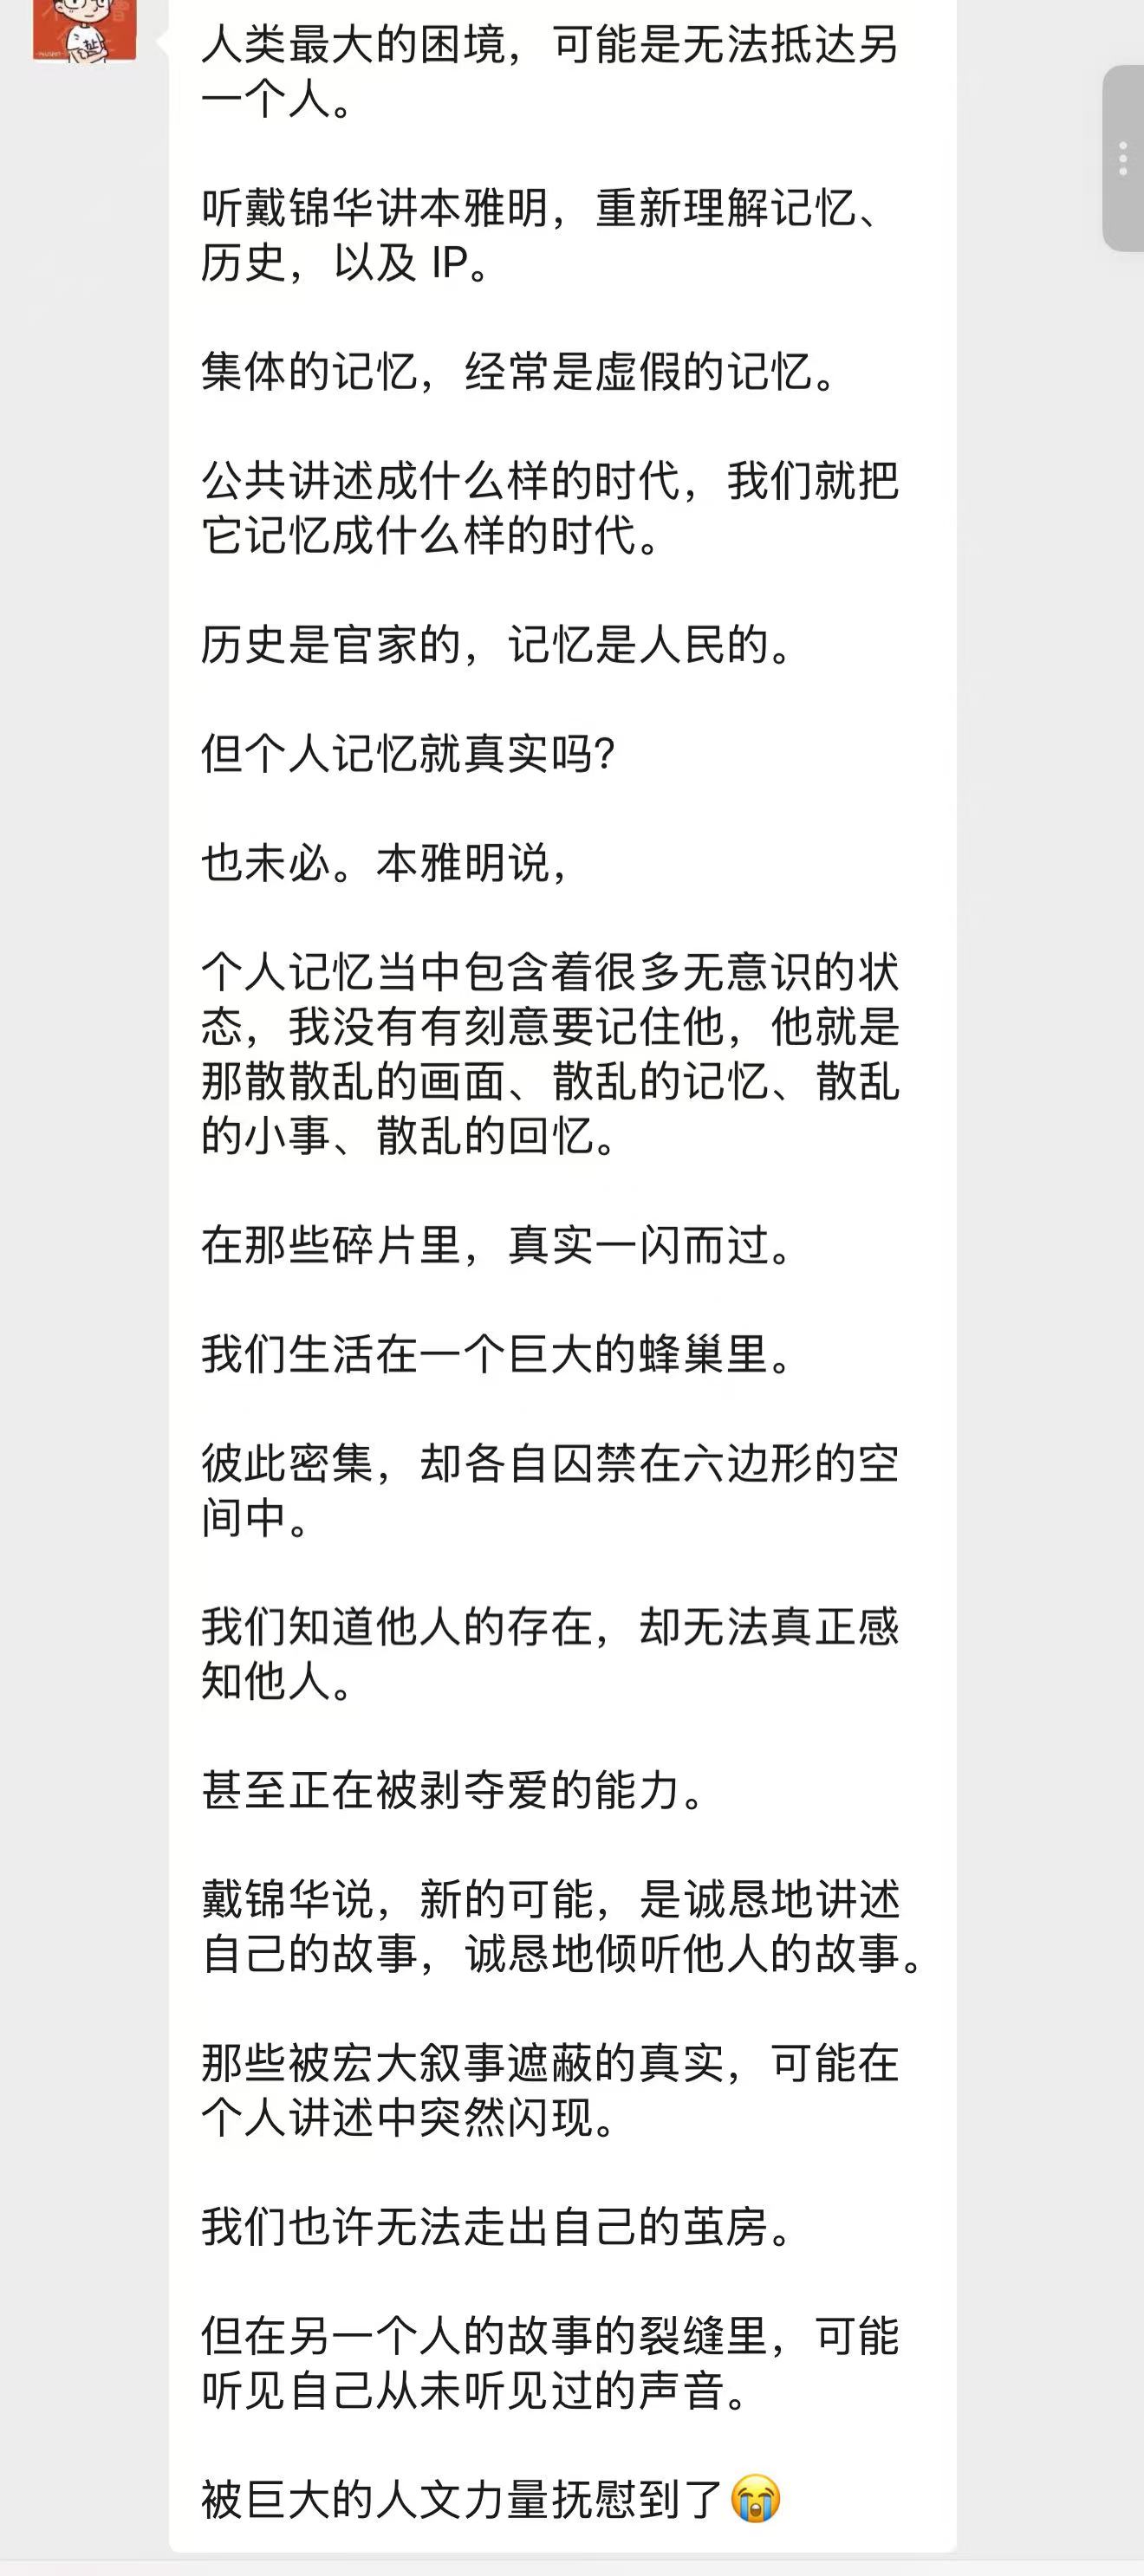 人类最大的困境，可能是无法抵达另
一个人。
听戴锦华讲本雅明，重新理解记忆、
历史，以及 IP。
集体的记忆，经常是虚假的记忆。
公共讲述成什么样的时代，我们就把
它记忆成什么样的时代。
历史是官家的，记忆是人民的。
但个人记忆就真实吗？
也未必。本雅明说，
个人记忆当中包含着很多无意识的状
态，我没有有刻意要记住他，他就是
那散散乱的画面、散乱的记忆、散乱
的小事、散乱的回忆。
在那些碎片里，真实一闪而过。
我们生活在一个巨大的蜂巢里。
彼此密集，却各自囚禁在六边形的空
间中。
我们知道他人的存在，却无法真正感
知他人。
甚至正在被剥夺爱的能力。
戴锦华说，新的可能，是诚恳地讲述
自己的故事，诚恳地倾听他人的故事。
那些被宏大叙事遮蔽的真实，可能在
个人讲述中突然闪现。
我们也许无法走出自己的茧房。
但在另一个人的故事的裂缝里，可能
听见自己从未听见过的声音。
被巨大的人文力量抚慰到了😭